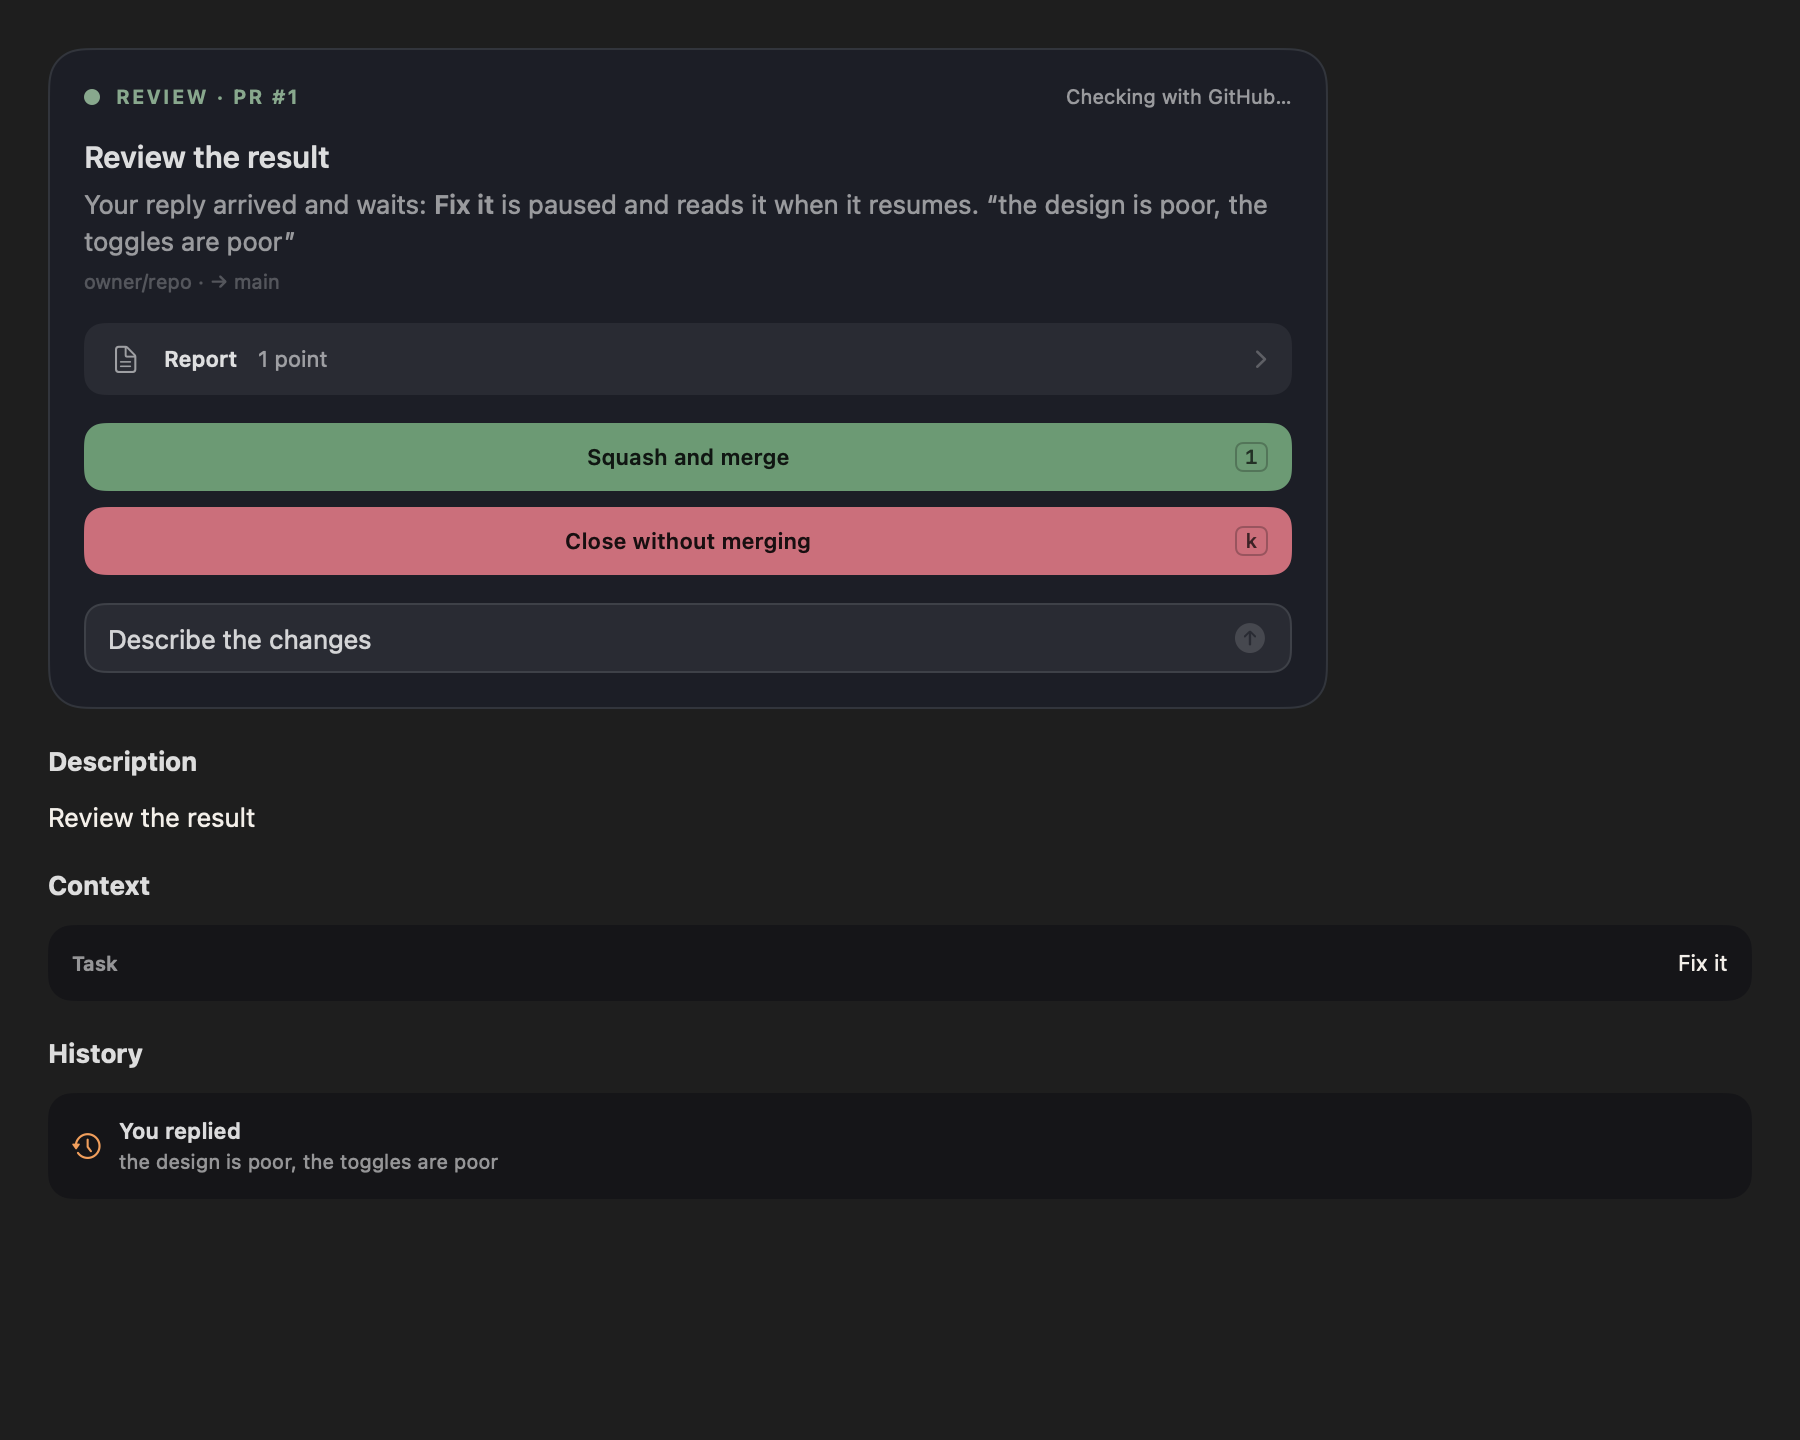 REVIEW · PR #1
Checking with GitHub...
Review the result
Your reply arrived and waits: Fix it is paused and reads it when it resumes. “the design is poor, the
toggles are poor”
owner/repo · → main
Report 1 point
Squash and merge 1
Close without merging k
Describe the changes
Description
Review the result
Context
Task Fix it
History
You replied
the design is poor, the toggles are poor